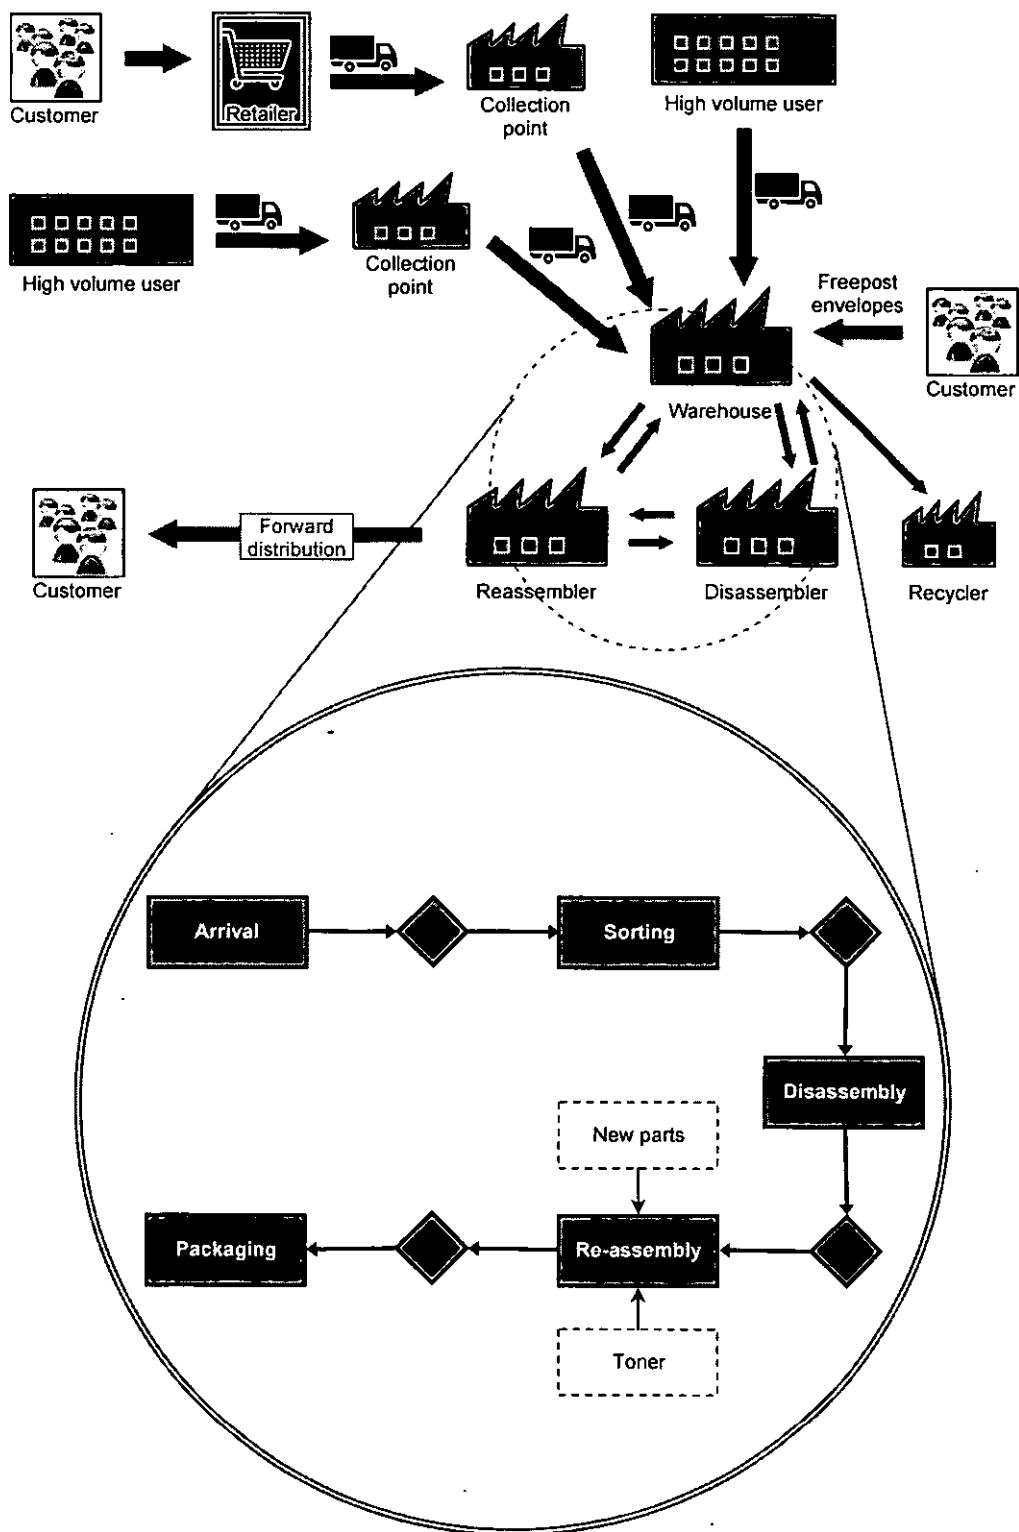 Customer
Retailer
Collection
point
High volume user
High volume user
Collection
point
Freepost
envelopes
Customer
Warehouse
Customer
Forward
distribution
Reassembler
Disassembler
Recycler
Arrival
Sorting
Disassembly
New parts
Packaging
Re-assembly
Toner